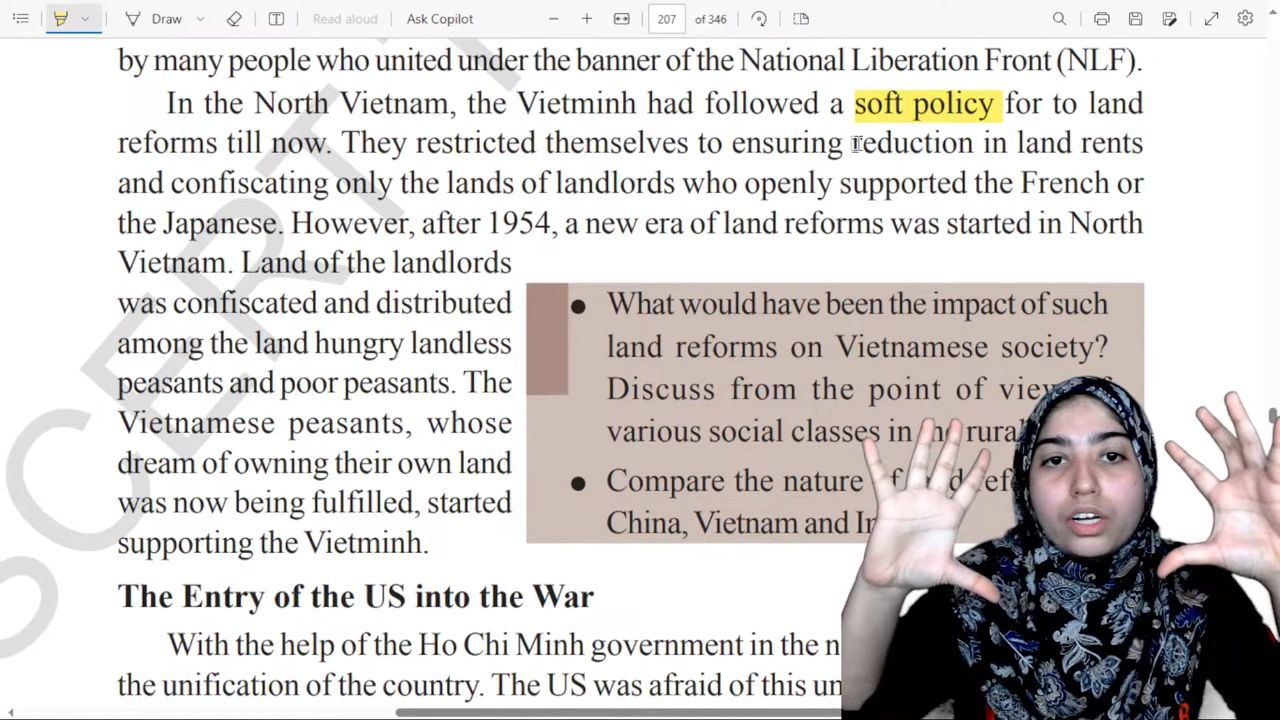 Draw
Read aloud
Ask Copilot
207
of 346
by many people who united under the banner of the National Liberation Front (NLF).
In the North Vietnam, the Vietminh had followed a soft policy for to land
reforms till now. They restricted themselves to ensuring reduction in land rents
and confiscating only the lands of landlords who openly supported the French or
the Japanese. However, after 1954, a new era of land reforms was started in North
Vietnam. Land of the landlords
was confiscated and distributed
among the land hungry landless
peasants and poor peasants. The
Vietnamese peasants, whose
dream of owning their own land
was now being fulfilled, started
supporting the Vietminh.
● What would have been the impact of such
land reforms on Vietnamese society?
Discuss from the point of view
various social classes in the rural
● Compare the nature
China, Vietnam and
The Entry of the US into the War
With the help of the Ho Chi Minh government in the
the unification of the country. The US was afraid of this
SCERT